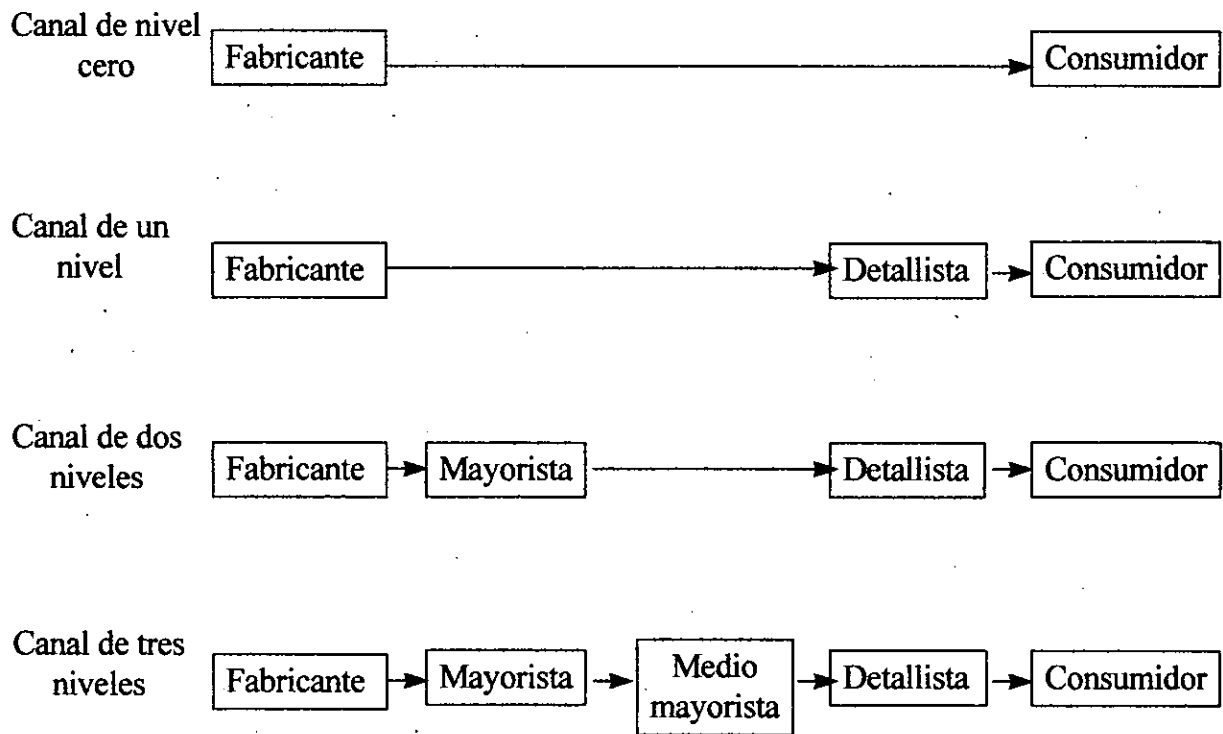 Canal de nivel
cero
Fabricante
Consumidor
Canal de un
nivel
Fabricante
Detallista
Consumidor
Canal de dos
niveles
Fabricante
Mayorista
Detallista
Consumidor
Canal de tres
niveles
Fabricante
Mayorista
Medio
mayorista
Detallista
Consumidor